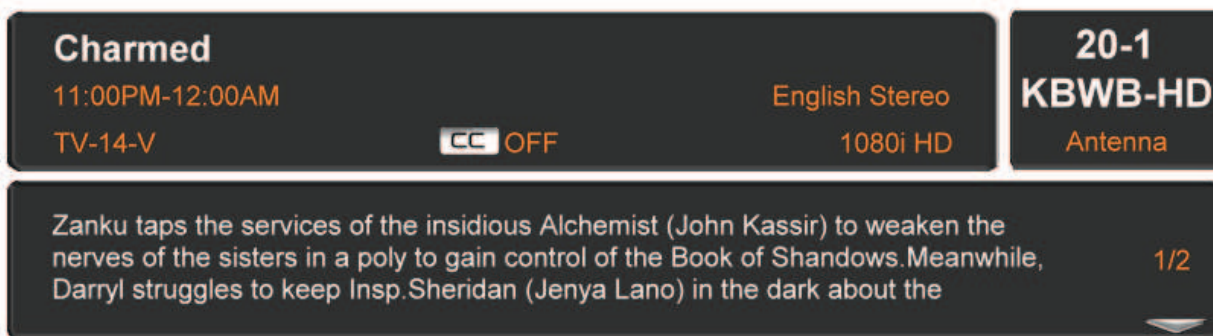 Charmed
11:00PM-12:00AM
English Stereo
TV-14-V
CC OFF
1080i HD
20-1
KBWB-HD
Antenna
Zanku taps the services of the insidious Alchemist (John Kassir) to weaken the
nerves of the sisters in a poly to gain control of the Book of Shandows.Meanwhile,
Darryl struggles to keep Insp.Sheridan (Jenya Lano) in the dark about the
1/2